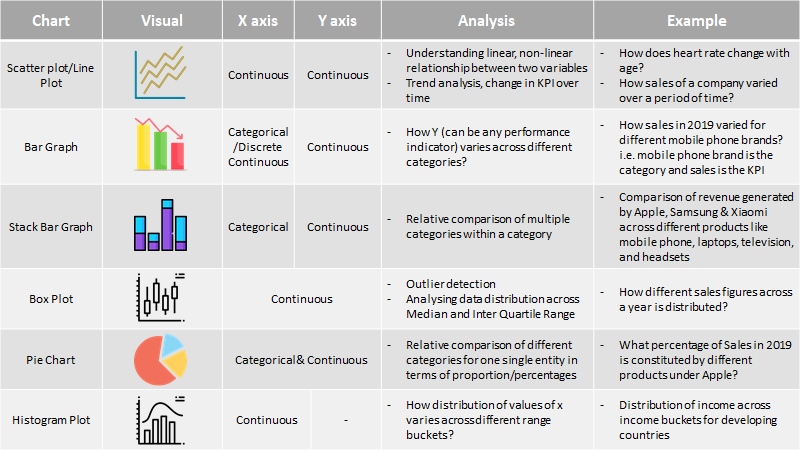 Chart Visual X axis Y axis Analysis Example
Scatter plot/Line
Plot
Continuous
Continuous
- Understanding linear, non-linear
relationship between two variables
- Trend analysis, change in KPI over
time
- How does heart rate change with
age?
- How sales of a company varied
over a period of time?
Bar Graph
Categorical
/Discrete
Continuous
Continuous
- How Y (can be any performance
indicator) varies across different
categories?
- How sales in 2019 varied for
different mobile phone brands?
i.e. mobile phone brand is the
category and sales is the KPI
Stack Bar Graph
Categorical
Continuous
- Relative comparison of multiple
categories within a category
- Comparison of revenue generated
by Apple, Samsung & Xiaomi
across different products like
mobile phone, laptops, television,
and headsets
Box Plot
Continuous
- Outlier detection
- Analysing data distribution across
Median and Inter Quartile Range
- How different sales figures across
a year is distributed?
Pie Chart
Categorical & Continuous
- Relative comparison of different
categories for one single entity in
terms of proportion/percentages
- What percentage of Sales in 2019
is constituted by different
products under Apple?
Histogram Plot
Continuous
-
- How distribution of values of x
varies across different range
buckets?
- Distribution of income across
income buckets for developing
countries